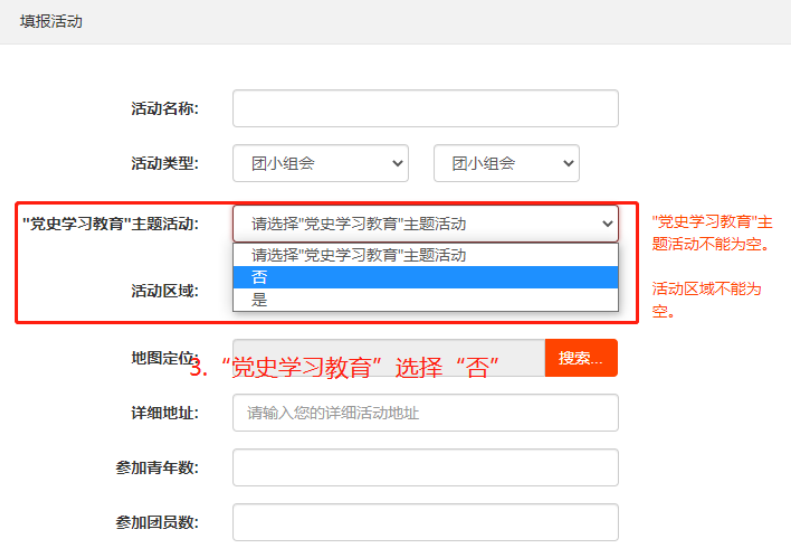 填报活动
活动名称:
活动类型: 团小组会 团小组会
"党史学习教育"主题活动: 请选择"党史学习教育"主题活动
"党史学习教育"主
题活动不能为空。
请选择"党史学习教育"主题活动
否
是
活动区域:
活动区域不能为
空。
地图定位: 搜索...
3.“党史学习教育”选择“否”
详细地址: 请输入您的详细活动地址
参加青年数:
参加团员数: